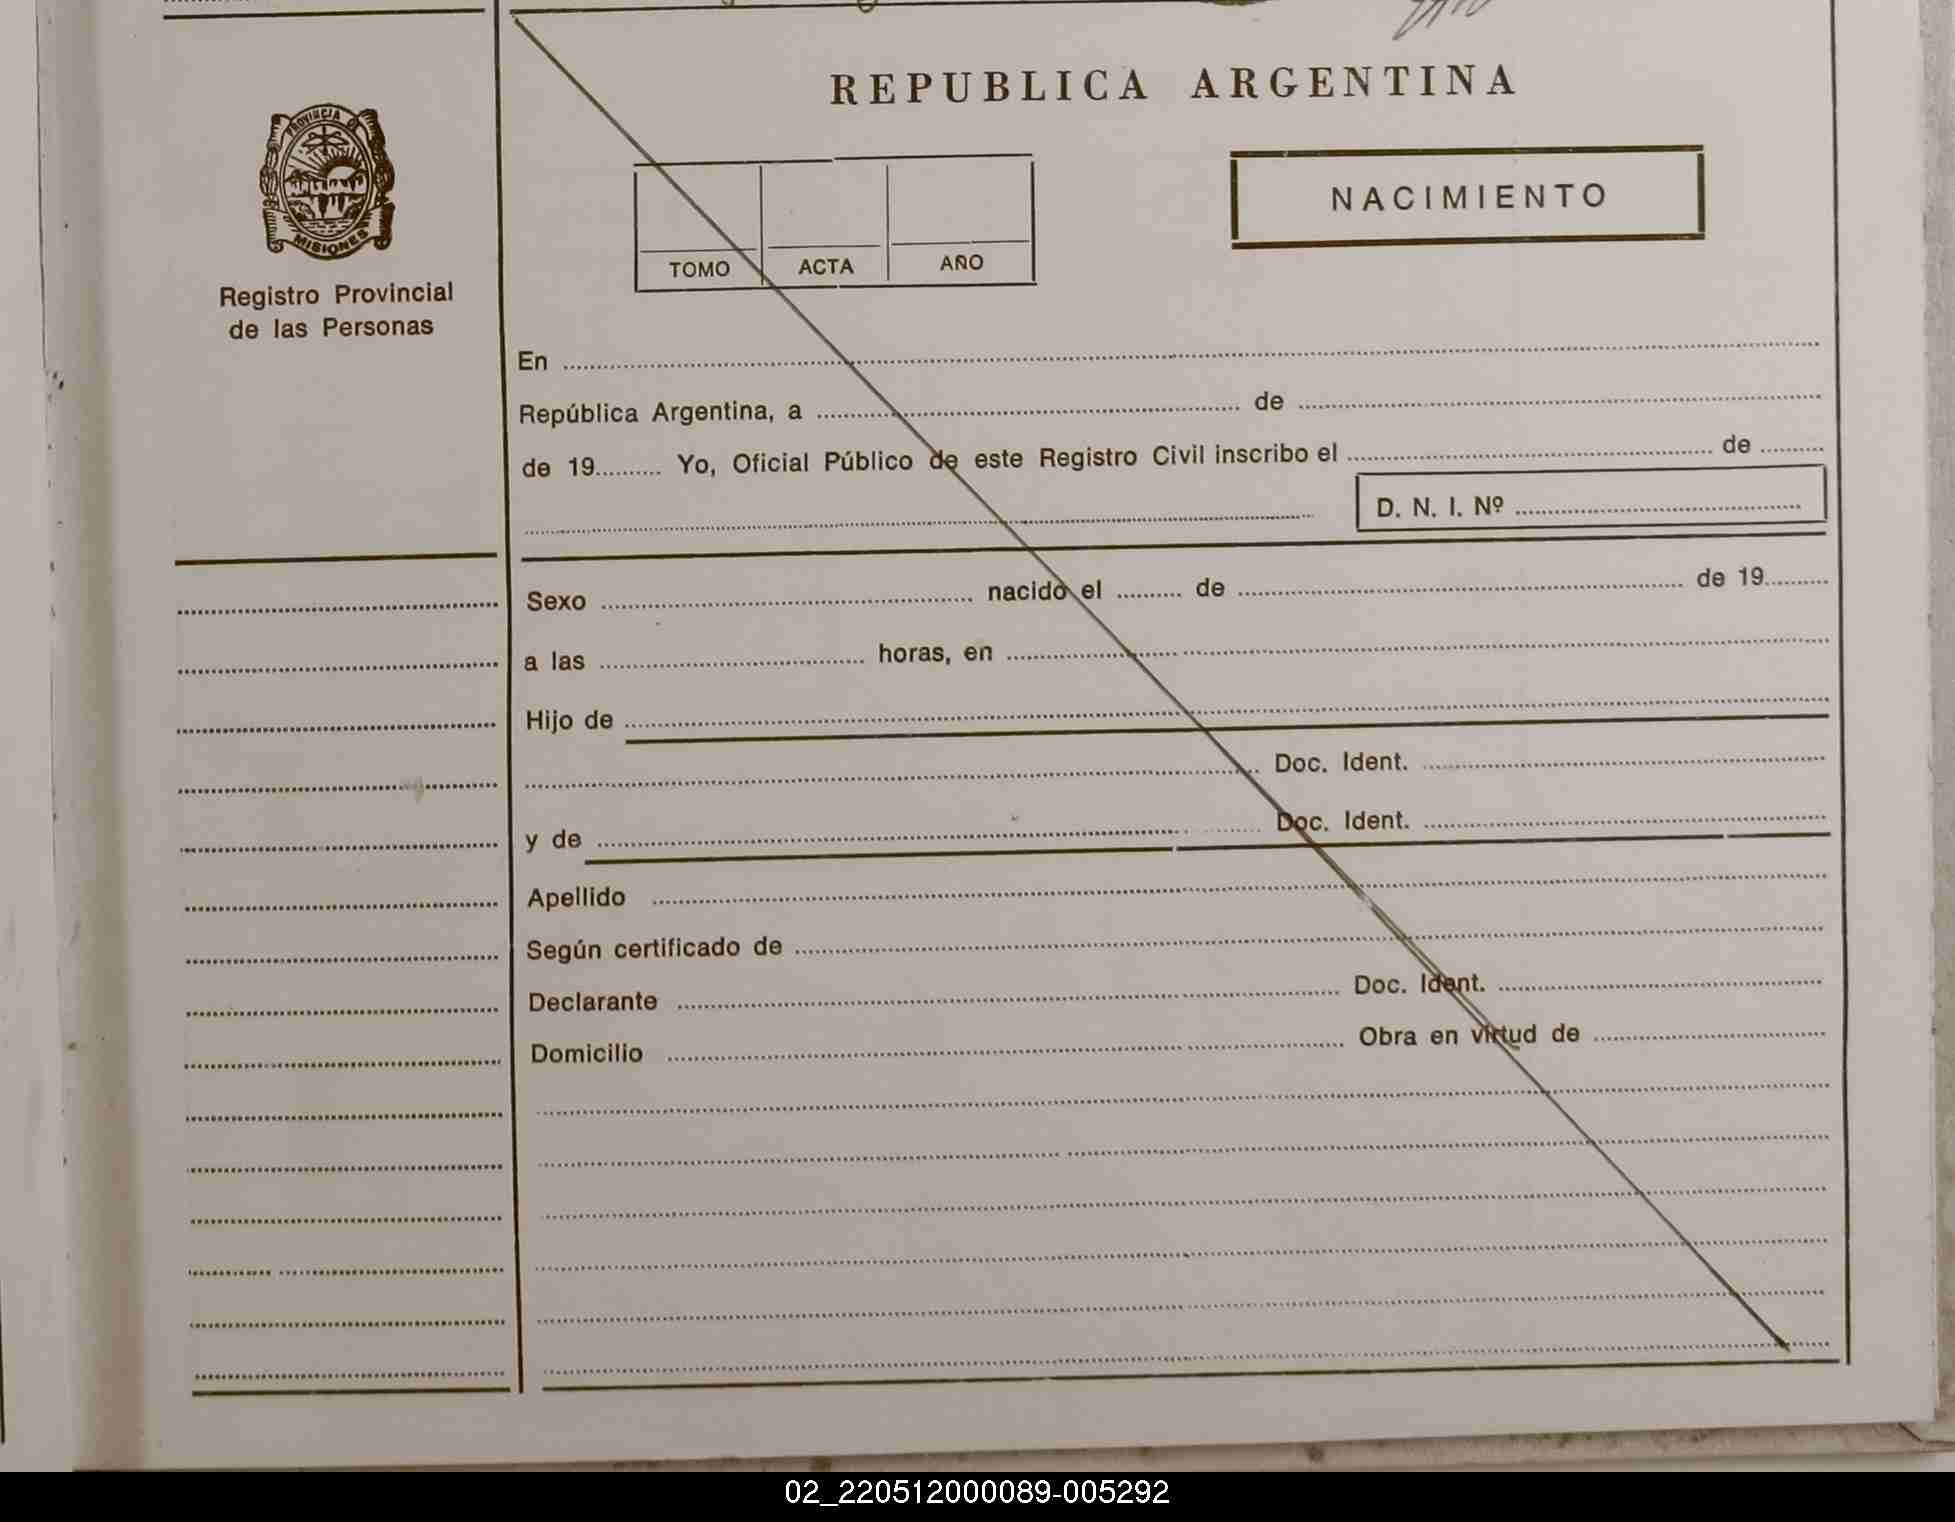 REPUBLICA ARGENTINA
PROVINCIA D
MISIONES
Registro Provincial
de las Personas
TOMO ACTA AÑO
NACIMIENTO
En
República Argentina, a de
de 19 Yo, Oficial Público de este Registro Civil inscribo el de
D. N. I. Nº
Sexo nacido el de de 19
a las horas, en
Hijo de
Doc. Ident.
y de Doc. Ident.
Apellido
Según certificado de
Declarante Doc. Ident.
Domicilio Obra en virtud de
02_220512000089-005292